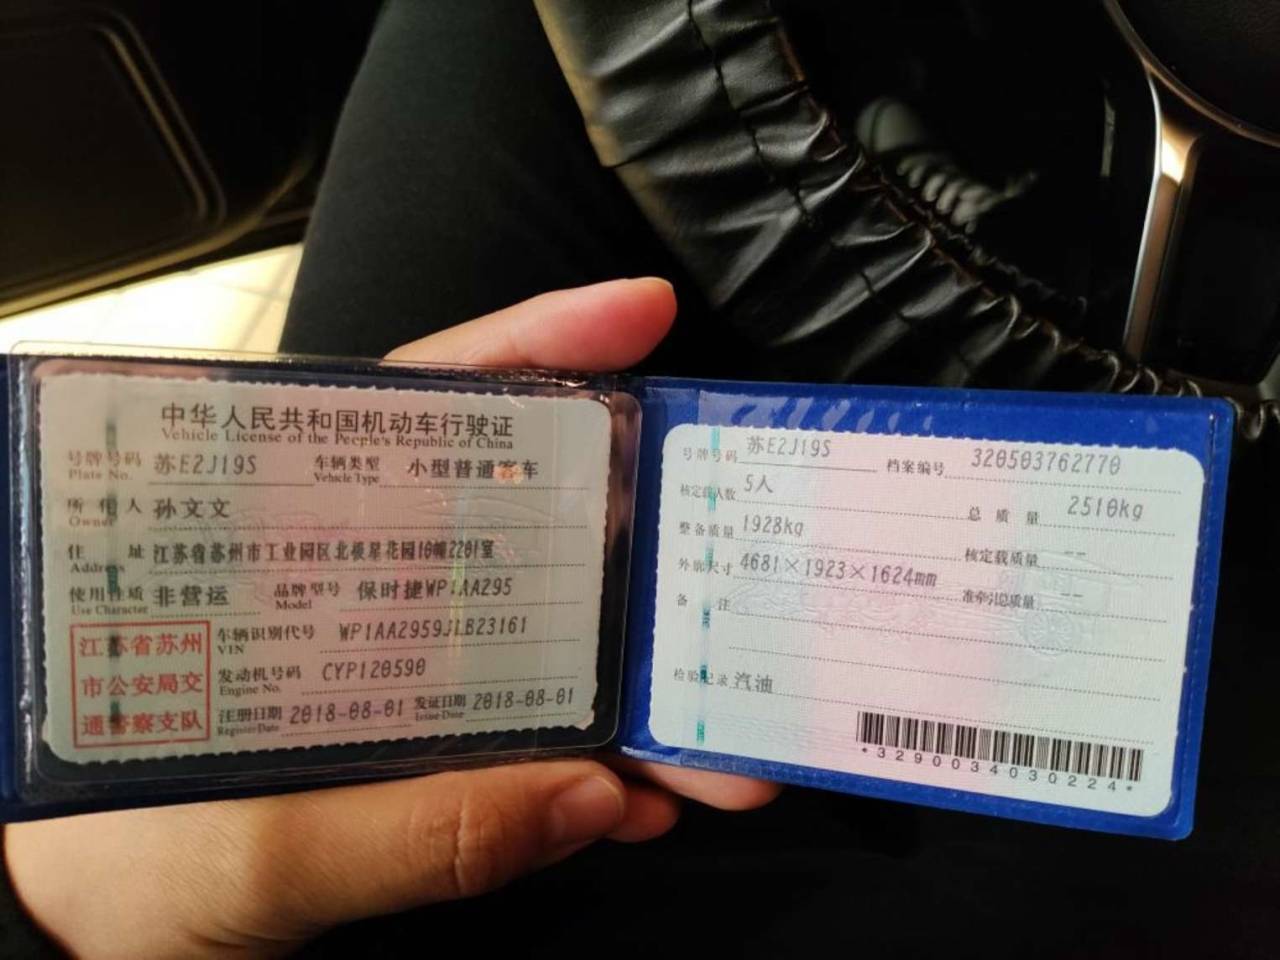 中华人民共和国机动车行驶证
Vehicle License of the People's Republic of China
号牌号码 苏E2J19S 车辆类型 小型普通客车
Plate No. Vehicle Type
所有人 孙文文
Owner
住址 江苏省苏州市工业园区北极星花园10幢2201室
Address
使用性质 非营运 品牌型号 保时捷WP1AA295
Use Character Model
江苏省苏州
市公安局交
通警察支队
车辆识别代号 WP1AA2959JLB23161
VIN
发动机号码 CYP120590
Engine No.
注册日期 2018-08-01 发证日期 2018-08-01
Register Date Issue Date
号牌号码 苏E2J19S 档案编号 320503762770
核定载人数 5人 总质量 2510kg
整备质量 1928kg 核定载质量 --
外廓尺寸 4681×1923×1624mm 准牵引总质量 --
备注
检验记录 汽油
*3290034030224*